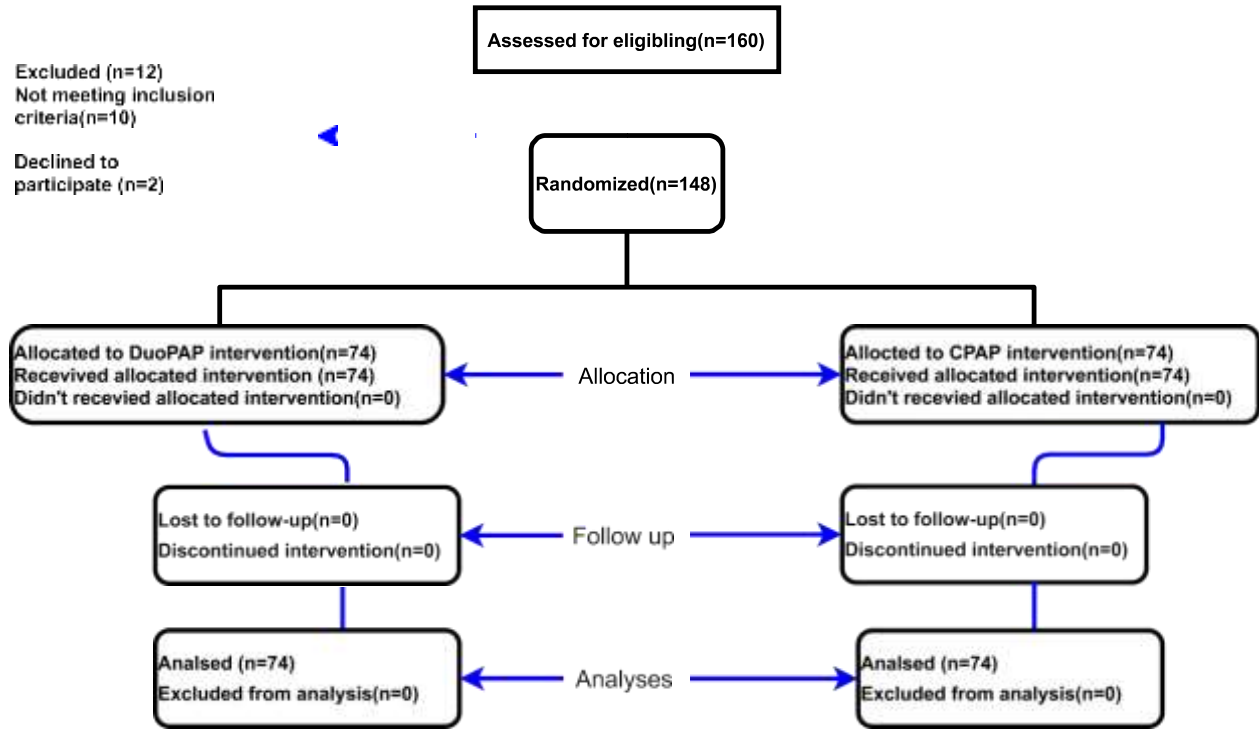 Assessed for eligibling(n=160)
Excluded (n=12)
Not meeting inclusion
criteria(n=10)
Declined to
participate (n=2)
Randomized(n=148)
Allocated to DuoPAP intervention(n=74)
Recevived allocated intervention (n=74)
Didn't recevied allocated intervention(n=0)
Allocation
Allocted to CPAP intervention(n=74)
Received allocated intervention(n=74)
Didn't recevied allocated intervention(n=0)
Lost to follow-up(n=0)
Discontinued intervention(n=0)
Follow up
Lost to follow-up(n=0)
Discontinued intervention(n=0)
Analsed (n=74)
Excluded from analysis(n=0)
Analyses
Analsed (n=74)
Excluded from analysis(n=0)